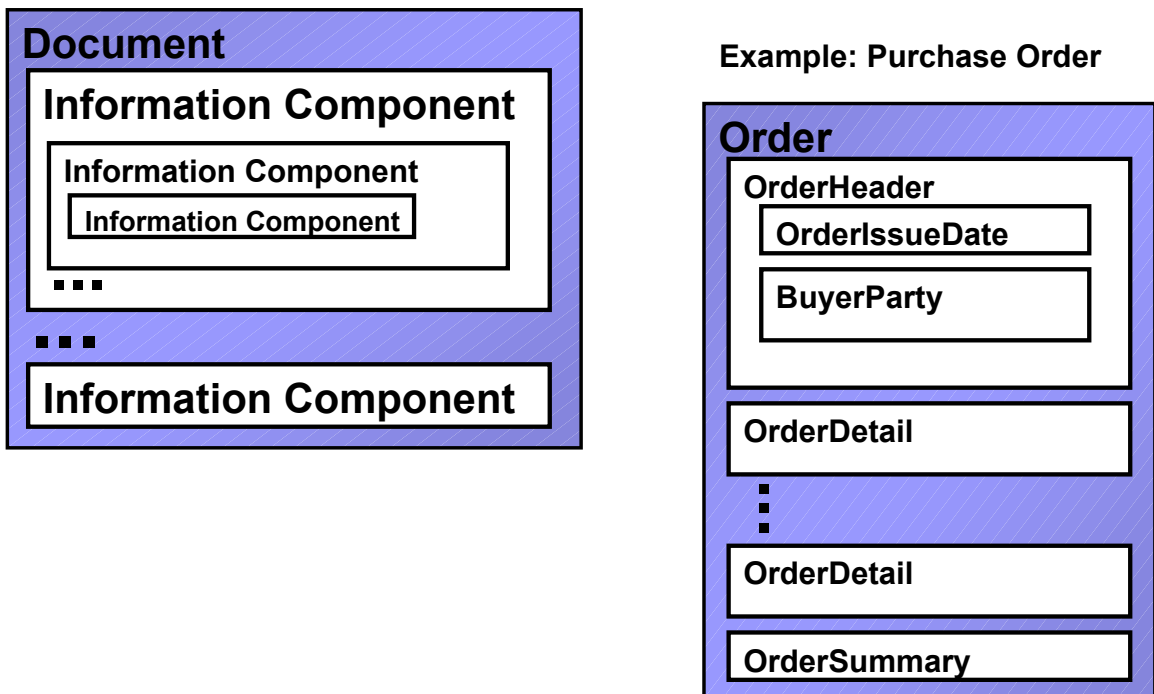 Document
Information Component
Information Component
Information Component
...
...
Information Component
Example: Purchase Order
Order
OrderHeader
OrderIssueDate
BuyerParty
OrderDetail
OrderDetail
OrderSummary